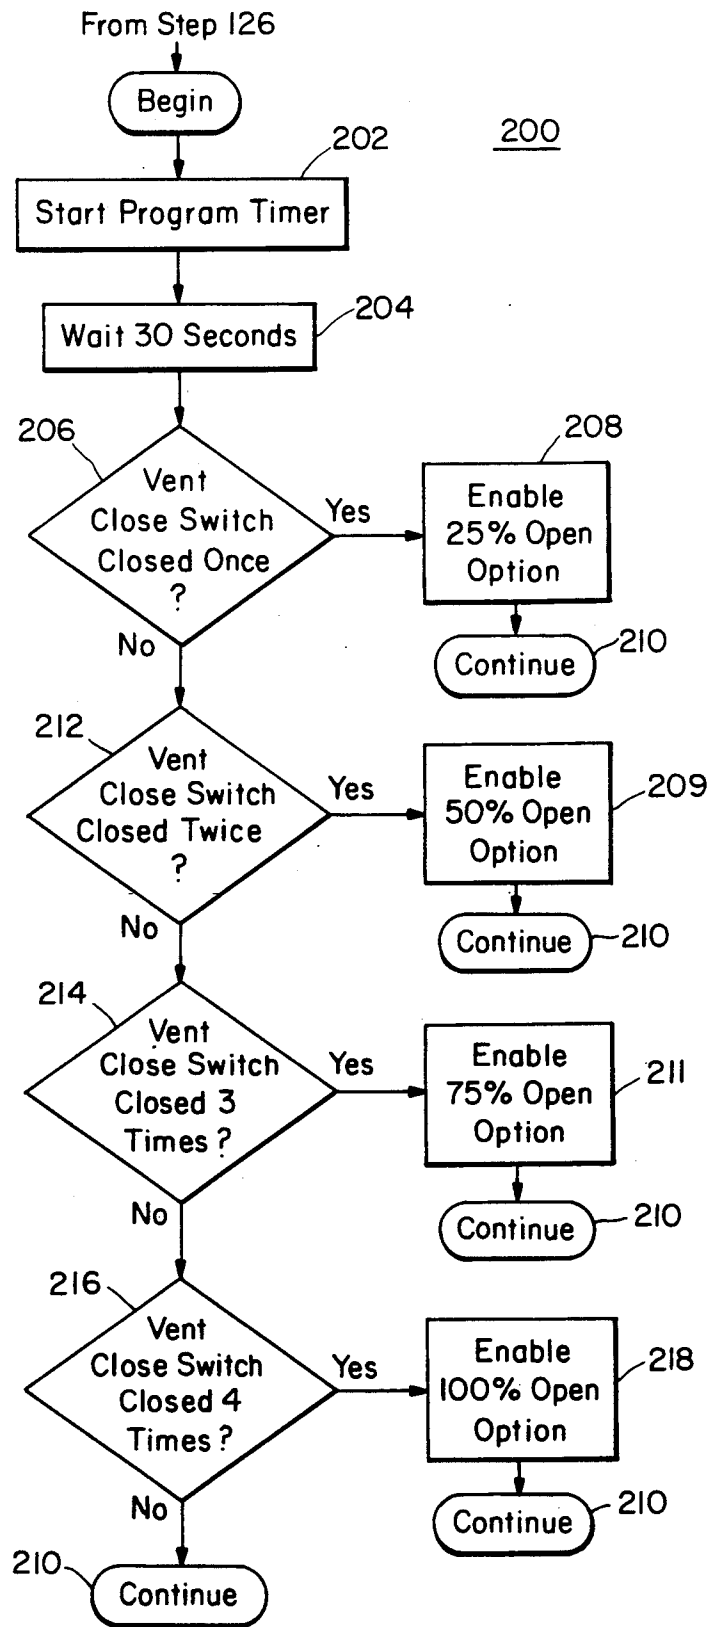 From Step 126
Begin
200
202
Start Program Timer
204
Wait 30 Seconds
206
Vent
Close Switch
Closed Once
?
Yes
208
Enable
25% Open
Option
Continue
210
No
212
Vent
Close Switch
Closed Twice
?
Yes
Enable
50% Open
Option
209
Continue
210
No
214
Vent
Close Switch
Closed 3
Times?
Yes
Enable
75% Open
Option
211
Continue
210
No
216
Vent
Close Switch
Closed 4
Times?
Yes
Enable
100% Open
Option
218
Continue
210
No
210
Continue